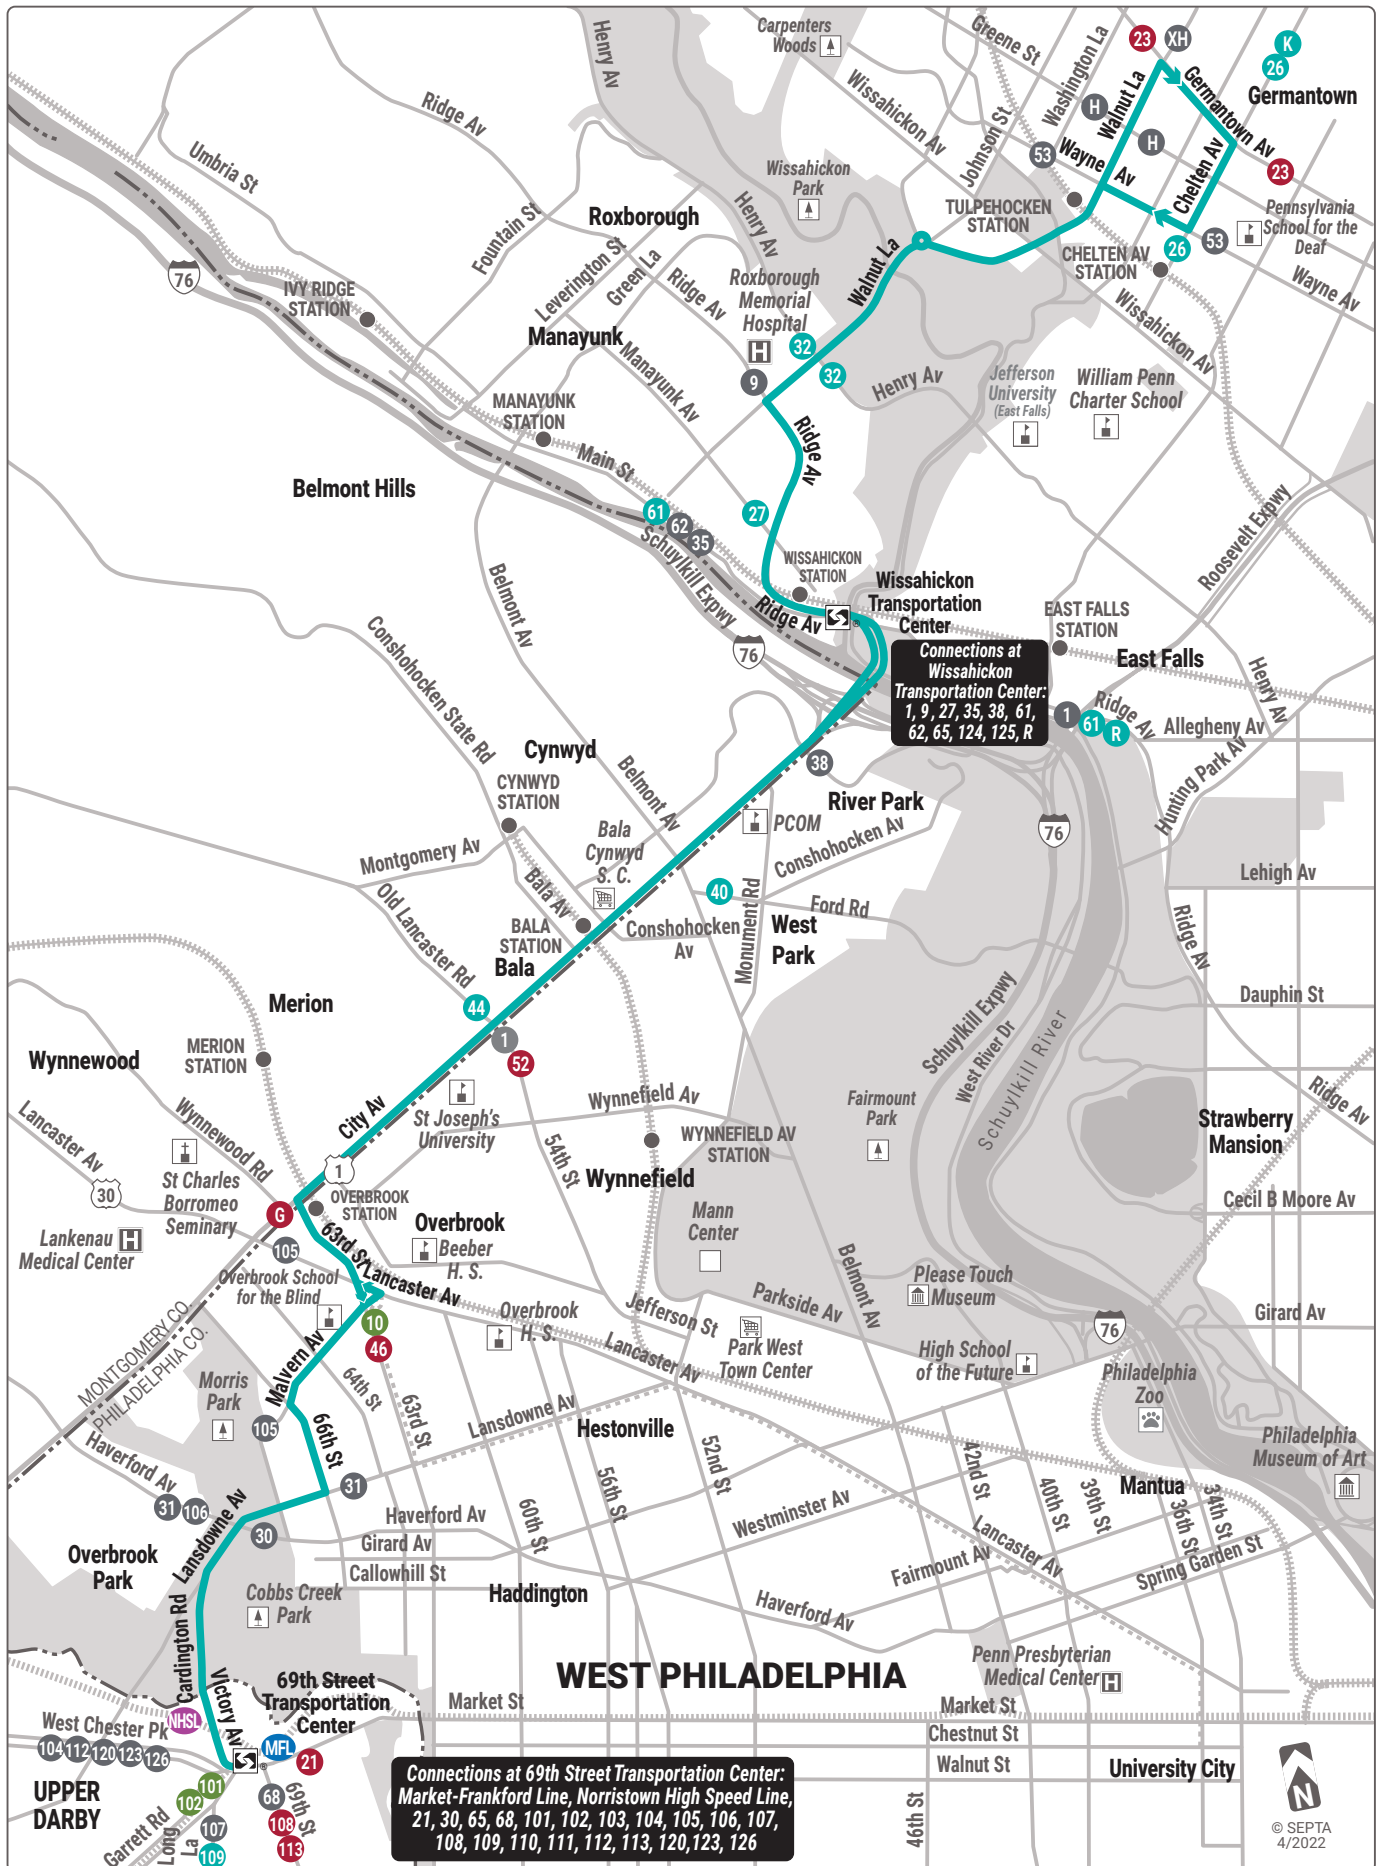 Carpenters
Woods
Greene St
Washington La
23
XH
K
26
Germantown
Henry Av
Ridge Av
Wissahickon Av
Johnson St
H
Walnut La
Germantown Av
H
53
Wayne Av
Chelten Av
23
Umbria St
Wissahickon
Park
Roxborough
Fountain St
Henry Av
TULPEHOCKEN
STATION
Pennsylvania
School for the
Deaf
53
26
CHELTEN AV
STATION
Wayne Av
76
IVY RIDGE
STATION
Leverington St
Green La
Ridge Av
Roxborough
Memorial
Hospital
H
Walnut La
Wissahickon Av
Manayunk
32
32
9
Manayunk Av
Henry Av
Jefferson
University
(East Falls)
William Penn
Charter School
MANAYUNK
STATION
Main St
Ridge Av
Belmont Hills
61
62
35
27
Schuylkill Expwy
Roosevelt Expwy
WISSAHICKON
STATION
Wissahickon
Transportation
Center
Ridge Av
®
EAST FALLS
STATION
East Falls
Belmont Av
Conshohocken State Rd
76
Connections at
Wissahickon
Transportation Center:
1, 9, 27, 35, 38, 61,
62, 65, 124, 125, R
Henry Av
1
61
R
Ridge Av
Allegheny Av
Hunting Park Av
Cynwyd
38
River Park
Belmont Av
CYNWYD
STATION
Bala
Cynwyd
S. C.
PCOM
Conshohocken Av
76
Montgomery Av
Old Lancaster Rd
Bala Av
40
Ford Rd
Lehigh Av
BALA
STATION
Bala
Conshohocken
Av
Monument Rd
West
Park
Ridge Av
Merion
44
1
52
Dauphin St
Schuylkill Expwy
West River Dr
Schuylkill River
Wynnewood
MERION
STATION
Lancaster Av
Wynnewood Rd
City Av
St Joseph's
University
Wynnefield Av
54th St
WYNNEFIELD AV
STATION
Wynnefield
Fairmount
Park
Strawberry
Mansion
Ridge Av
30
St Charles
Borromeo
Seminary
1
G
OVERBROOK
STATION
Cecil B Moore Av
Lankenau
Medical Center
H
105
63rd St
Overbrook
Beeber
H. S.
Mann
Center
Belmont Av
Overbrook School
for the Blind
Lancaster Av
Overbrook
H. S.
Jefferson St
Parkside Av
Please Touch
Museum
Girard Av
76
MONTGOMERY CO.
PHILADELPHIA CO.
10
46
Malvern Av
Morris
Park
64th St
63rd St
Lancaster Av
Park West
Town Center
High School
of the Future
Philadelphia
Zoo
105
66th St
Lansdowne Av
Hestonville
Philadelphia
Museum of Art
Haverford Av
31
106
31
52nd St
56th St
60th St
42nd St
40th St
39th St
36th St
34th St
Mantua
Lansdowne Av
30
Haverford Av
Girard Av
Callowhill St
Westminster Av
Lancaster Av
Fairmount Av
Spring Garden St
Overbrook
Park
Cobbs Creek
Park
Haddington
Haverford Av
Cardington Rd
Victory Av
69th Street
Transportation
Center
WEST PHILADELPHIA
Penn Presbyterian
Medical Center
H
Market St
Market St
Chestnut St
Walnut St
NHSL
West Chester Pk
104
112
120
123
126
®
MFL
21
UPPER
DARBY
101
102
68
69th St
108
113
107
109
Garrett Rd
Long
La
Connections at 69th Street Transportation Center:
Market-Frankford Line, Norristown High Speed Line,
21, 30, 65, 68, 101, 102, 103, 104, 105, 106, 107,
108, 109, 110, 111, 112, 113, 120,123, 126
46th St
University City
N
© SEPTA
4/2022